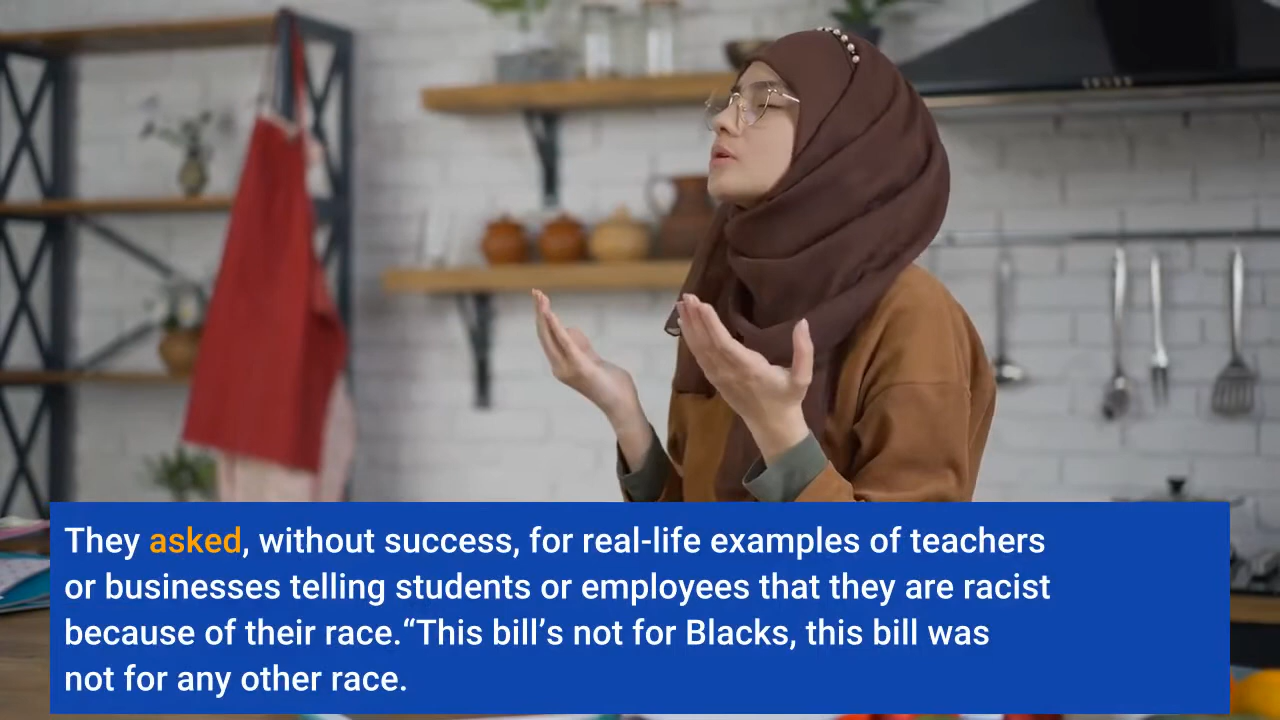 They asked, without success, for real-life examples of teachers
or businesses telling students or employees that they are racist
because of their race.“This bill’s not for Blacks, this bill was
not for any other race.